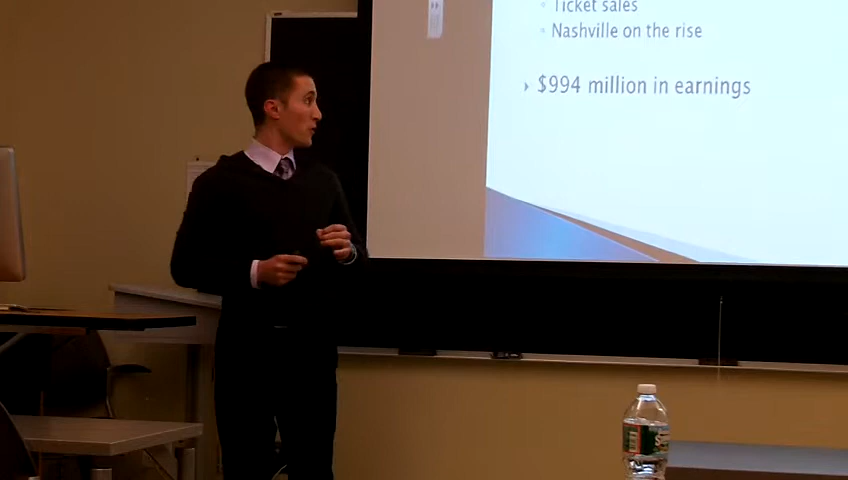 ◦ Ticket sales
◦ Nashville on the rise
‣ $994 million in earnings